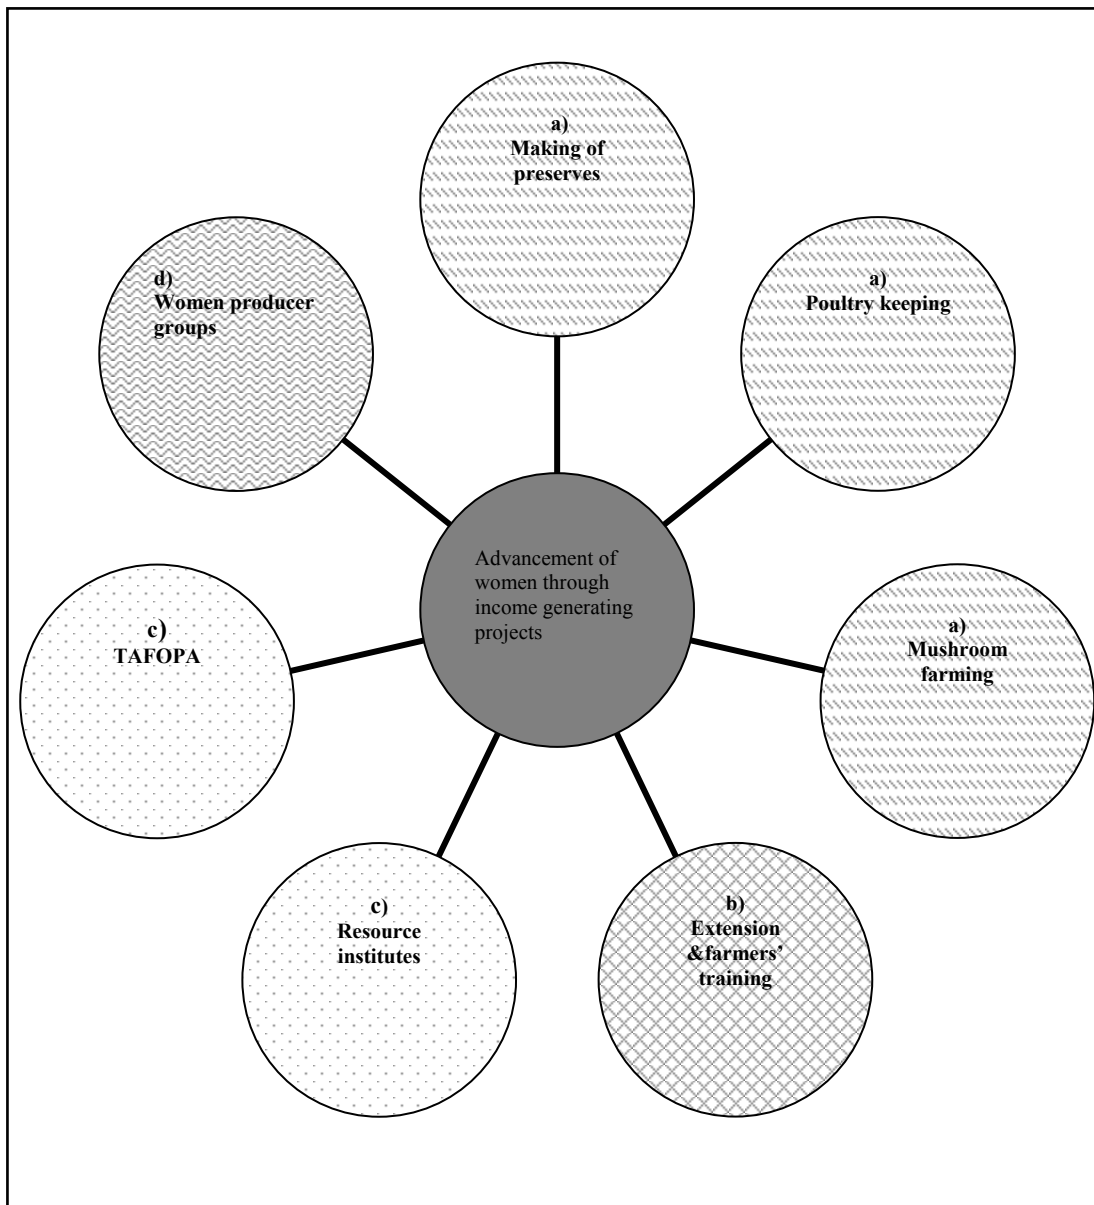 a)
Making of
preserves
d)
Women producer
groups
a)
Poultry keeping
Advancement of
women through
income generating
projects
c)
TAFOPA
a)
Mushroom
farming
c)
Resource
institutes
b)
Extension
&farmers’
training